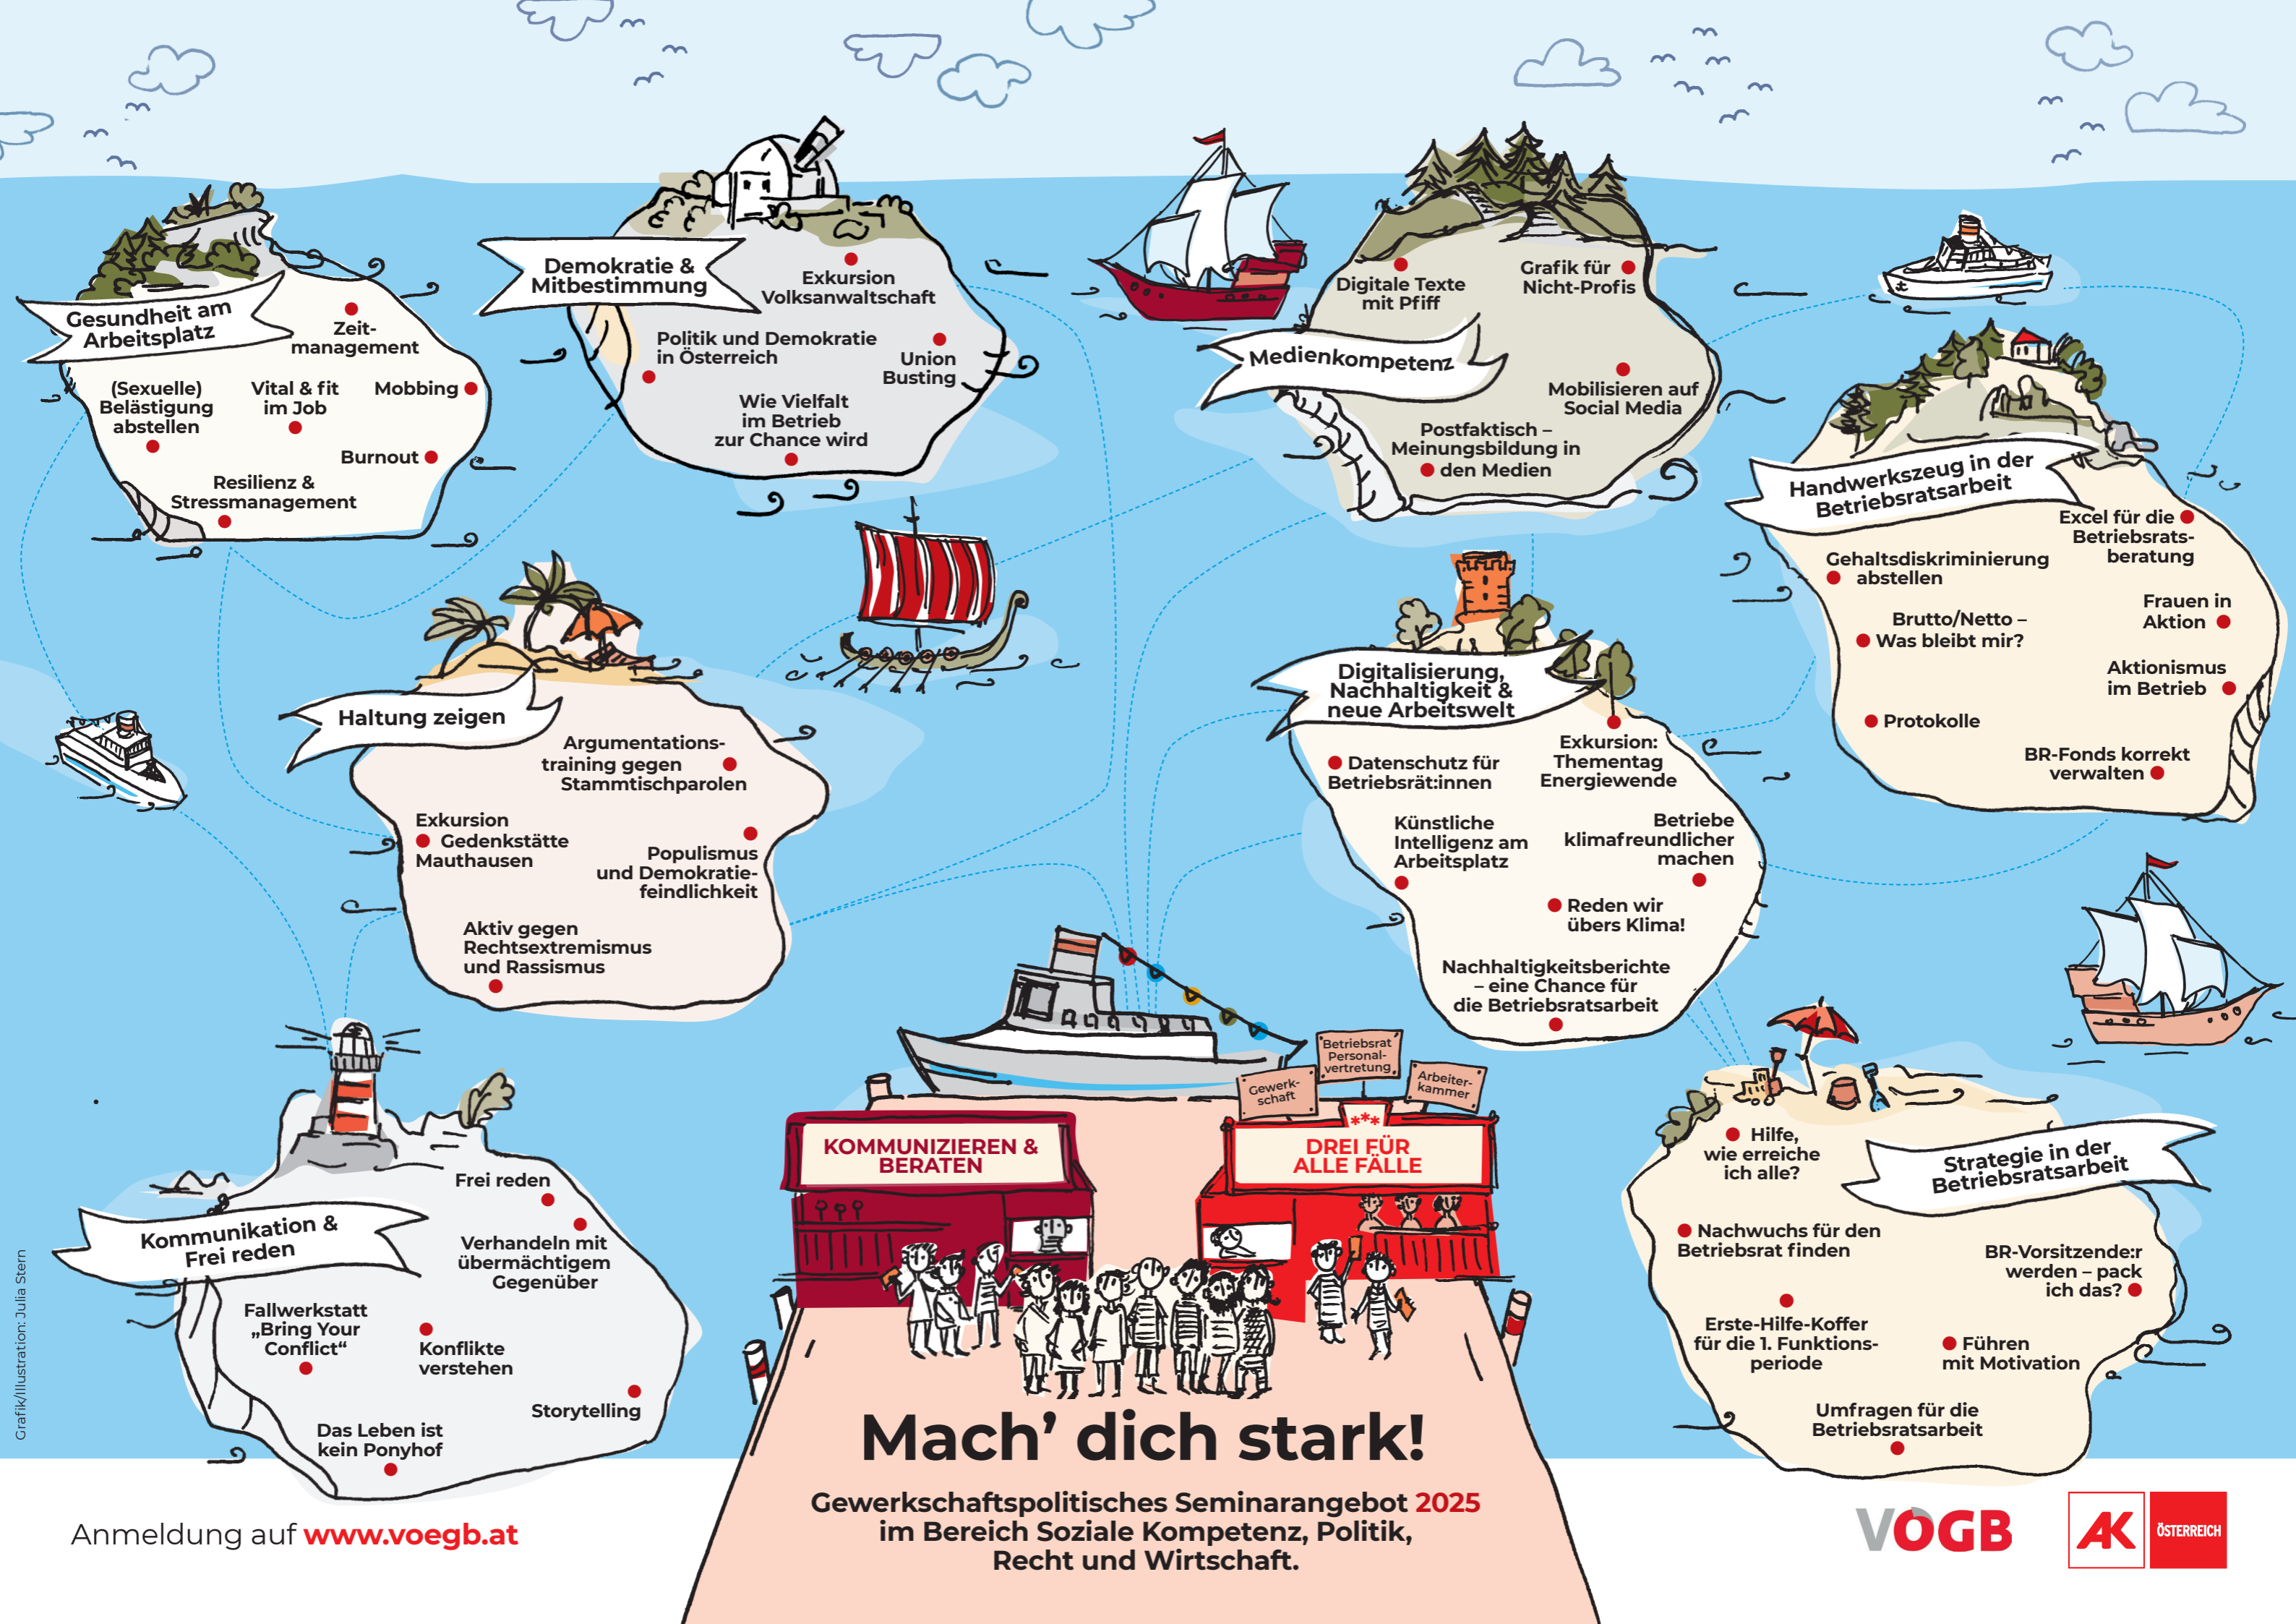 Gesundheit am
Arbeitsplatz
Zeit-
management
(Sexuelle)
Belästigung
abstellen
Vital & fit
im Job
Mobbing
Burnout
Resilienz &
Stressmanagement
Demokratie &
Mitbestimmung
Exkursion
Volksanwaltschaft
Politik und Demokratie
in Österreich
Union
Busting
Wie Vielfalt
im Betrieb
zur Chance wird
Medienkompetenz
Digitale Texte
mit Pfiff
Grafik für
Nicht-Profis
Mobilisieren auf
Social Media
Postfaktisch –
Meinungsbildung in
den Medien
Handwerkszeug in der
Betriebsratsarbeit
Excel für die
Betriebsrats-
beratung
Gehaltsdiskriminierung
abstellen
Frauen in
Aktion
Brutto/Netto –
Was bleibt mir?
Aktionismus
im Betrieb
Protokolle
BR-Fonds korrekt
verwalten
Haltung zeigen
Argumentations-
training gegen
Stammtischparolen
Exkursion
Gedenkstätte
Mauthausen
Populismus
und Demokratie-
feindlichkeit
Aktiv gegen
Rechtsextremismus
und Rassismus
Digitalisierung,
Nachhaltigkeit &
neue Arbeitswelt
Datenschutz für
Betriebsrät:innen
Exkursion:
Thementag
Energiewende
Künstliche
Intelligenz am
Arbeitsplatz
Betriebe
klimafreundlicher
machen
Reden wir
übers Klima!
Nachhaltigkeitsberichte
– eine Chance für
die Betriebsratsarbeit
Kommunikation &
Frei reden
Frei reden
Verhandeln mit
übermächtigem
Gegenüber
Fallwerkstatt
„Bring Your
Conflict“
Konflikte
verstehen
Storytelling
Das Leben ist
kein Ponyhof
Strategie in der
Betriebsratsarbeit
Hilfe,
wie erreiche
ich alle?
Nachwuchs für den
Betriebsrat finden
BR-Vorsitzende:r
werden – pack
ich das?
Erste-Hilfe-Koffer
für die 1. Funktions-
periode
Führen
mit Motivation
Umfragen für die
Betriebsratsarbeit
Gewerk-
schaft
Betriebsrat
Personal-
vertretung
Arbeiter-
kammer
KOMMUNIZIEREN &
BERATEN
***
DREI FÜR
ALLE FÄLLE
Mach’ dich stark!
Gewerkschaftspolitisches Seminarangebot 2025
im Bereich Soziale Kompetenz, Politik,
Recht und Wirtschaft.
Anmeldung auf www.voegb.at
Grafik/Illustration: Julia Stern
VÖGB
AK
ÖSTERREICH